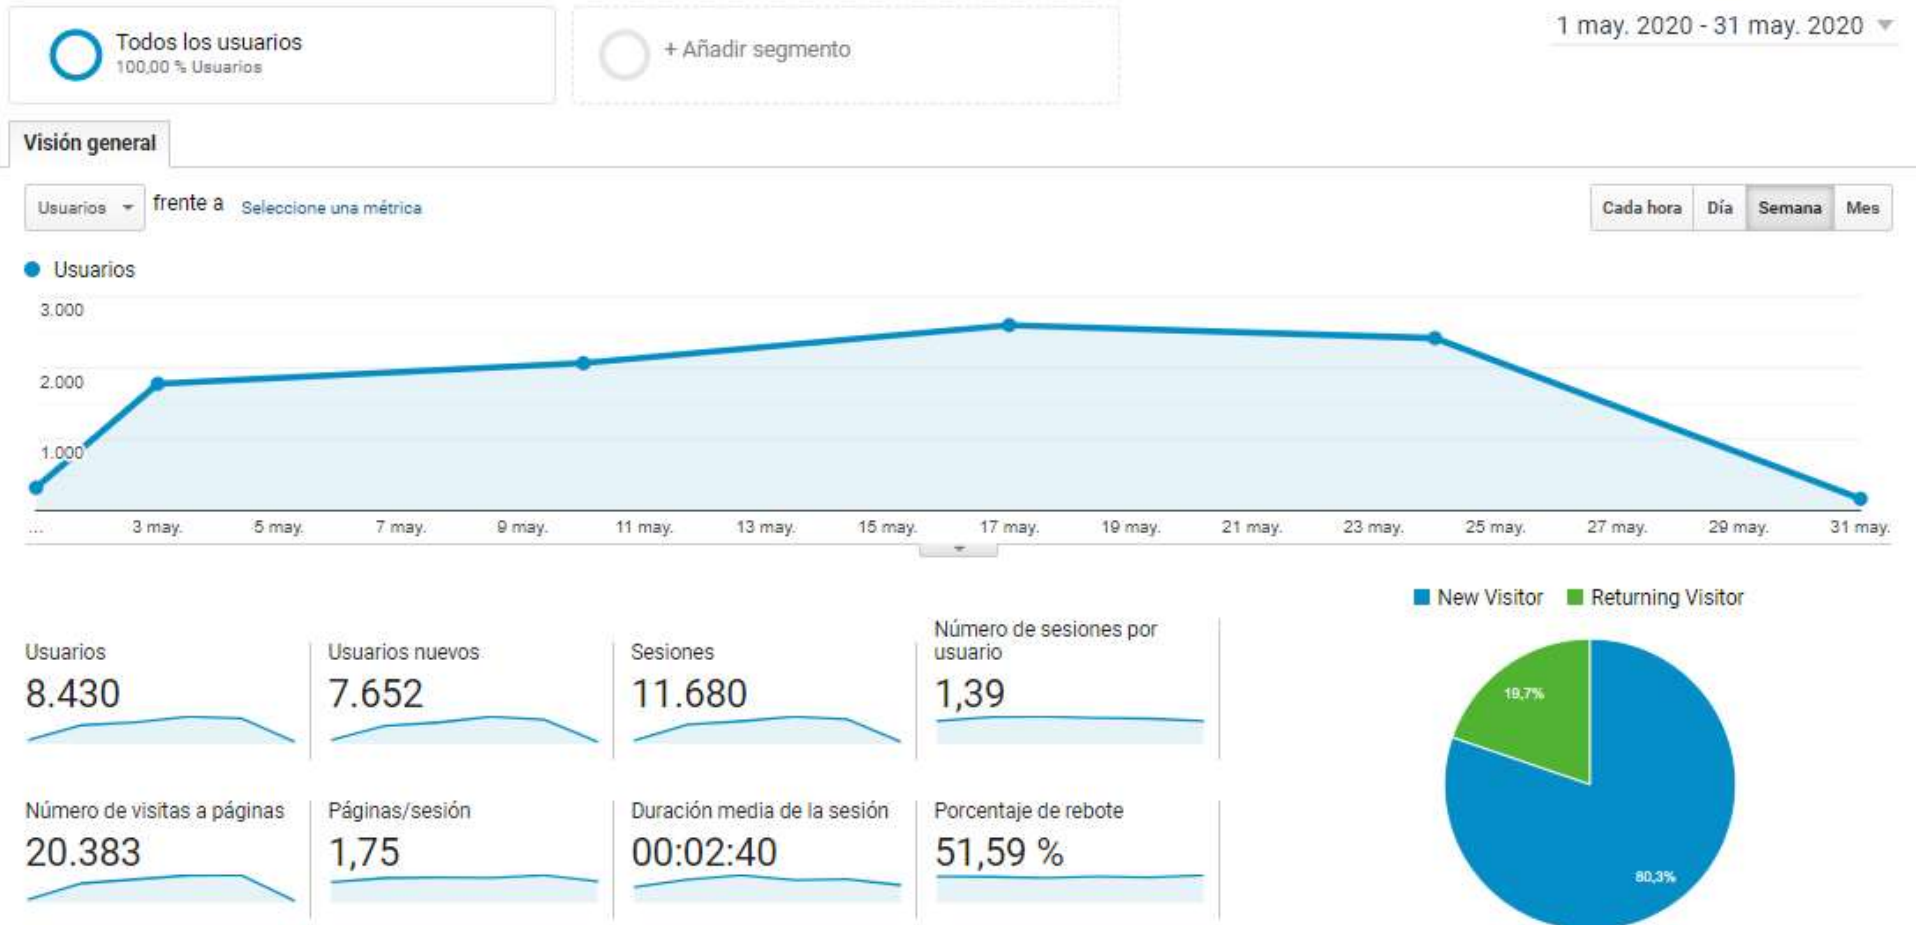 Todos los usuarios
100,00 % Usuarios
+ Añadir segmento
1 may. 2020 - 31 may. 2020
Visión general
Usuarios frente a Seleccione una métrica
Cada hora Día Semana Mes
Usuarios
3.000
2.000
1.000
... 3 may. 5 may. 7 may. 9 may. 11 may. 13 may. 15 may. 17 may. 19 may. 21 may. 23 may. 25 may. 27 may. 29 may. 31 may.
New Visitor Returning Visitor
Usuarios
8.430
Usuarios nuevos
7.652
Sesiones
11.680
Número de sesiones por
usuario
1,39
Número de visitas a páginas
20.383
Páginas/sesión
1,75
Duración media de la sesión
00:02:40
Porcentaje de rebote
51,59 %
19,7%
80,3%